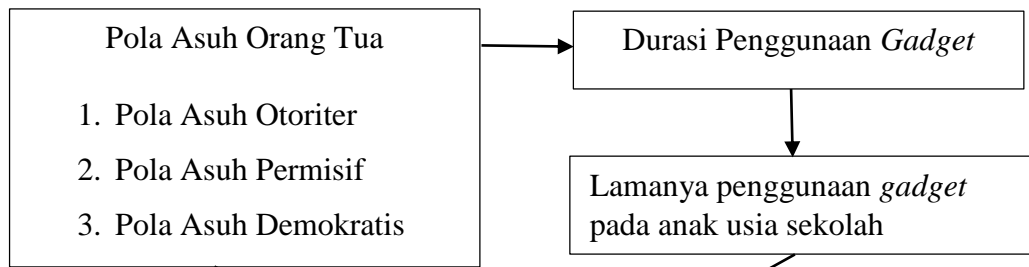 Pola Asuh Orang Tua
1. Pola Asuh Otoriter
2. Pola Asuh Permisif
3. Pola Asuh Demokratis
Durasi Penggunaan Gadget
Lamanya penggunaan gadget
pada anak usia sekolah